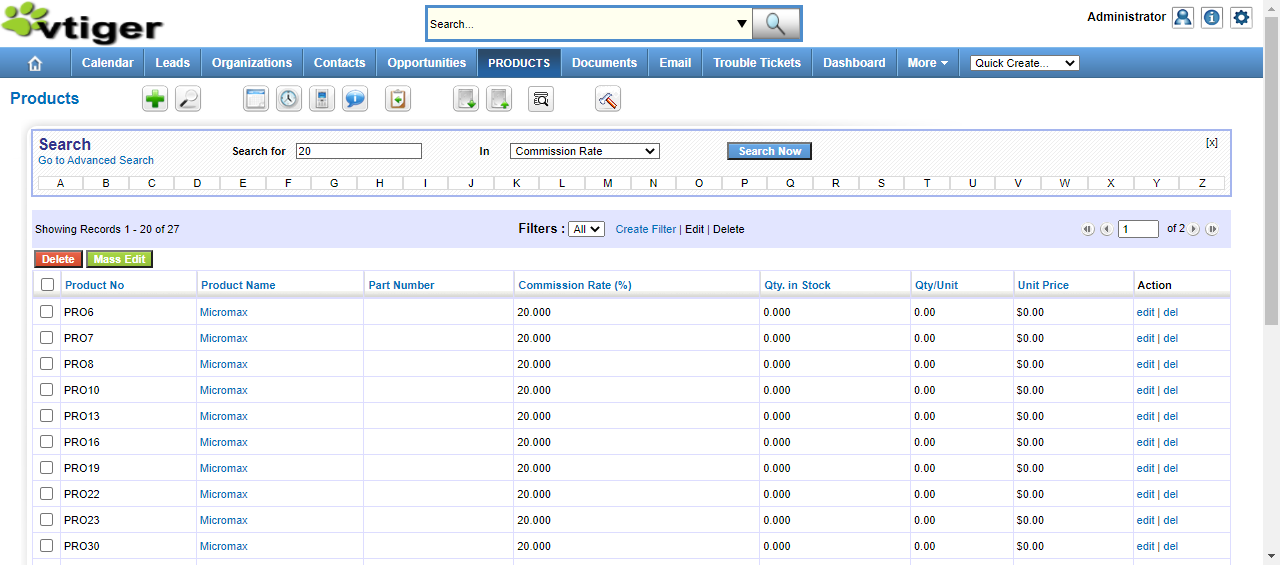 vtiger
Search...
Administrator
Calendar Leads Organizations Contacts Opportunities PRODUCTS Documents Email Trouble Tickets Dashboard More Quick Create...
Products
Search
Go to Advanced Search
Search for 20 In Commission Rate Search Now [x]
A B C D E F G H I J K L M N O P Q R S T U V W X Y Z
Showing Records 1 - 20 of 27 Filters : All Create Filter | Edit | Delete 1 of 2
Delete Mass Edit
Product No Product Name Part Number Commission Rate (%) Qty. in Stock Qty/Unit Unit Price Action
PRO6 Micromax 20.000 0.000 0.00 $0.00 edit | del
PRO7 Micromax 20.000 0.000 0.00 $0.00 edit | del
PRO8 Micromax 20.000 0.000 0.00 $0.00 edit | del
PRO10 Micromax 20.000 0.000 0.00 $0.00 edit | del
PRO13 Micromax 20.000 0.000 0.00 $0.00 edit | del
PRO16 Micromax 20.000 0.000 0.00 $0.00 edit | del
PRO19 Micromax 20.000 0.000 0.00 $0.00 edit | del
PRO22 Micromax 20.000 0.000 0.00 $0.00 edit | del
PRO23 Micromax 20.000 0.000 0.00 $0.00 edit | del
PRO30 Micromax 20.000 0.000 0.00 $0.00 edit | del